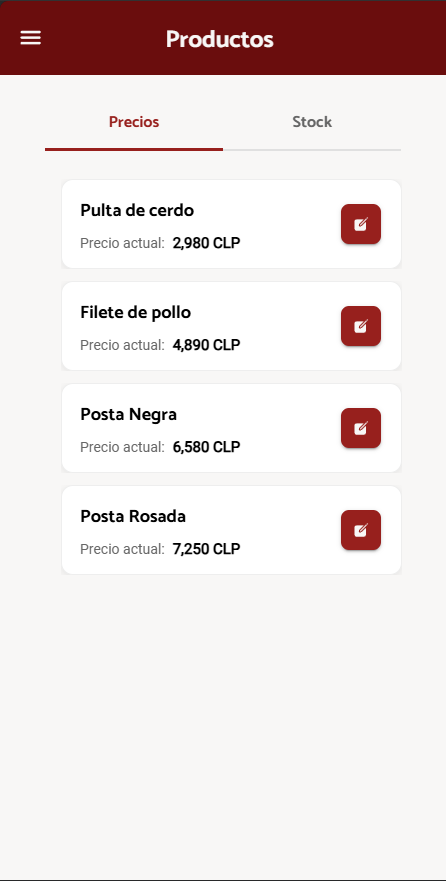 Productos
Precios Stock
Pulta de cerdo
Precio actual: 2,980 CLP
Filete de pollo
Precio actual: 4,890 CLP
Posta Negra
Precio actual: 6,580 CLP
Posta Rosada
Precio actual: 7,250 CLP